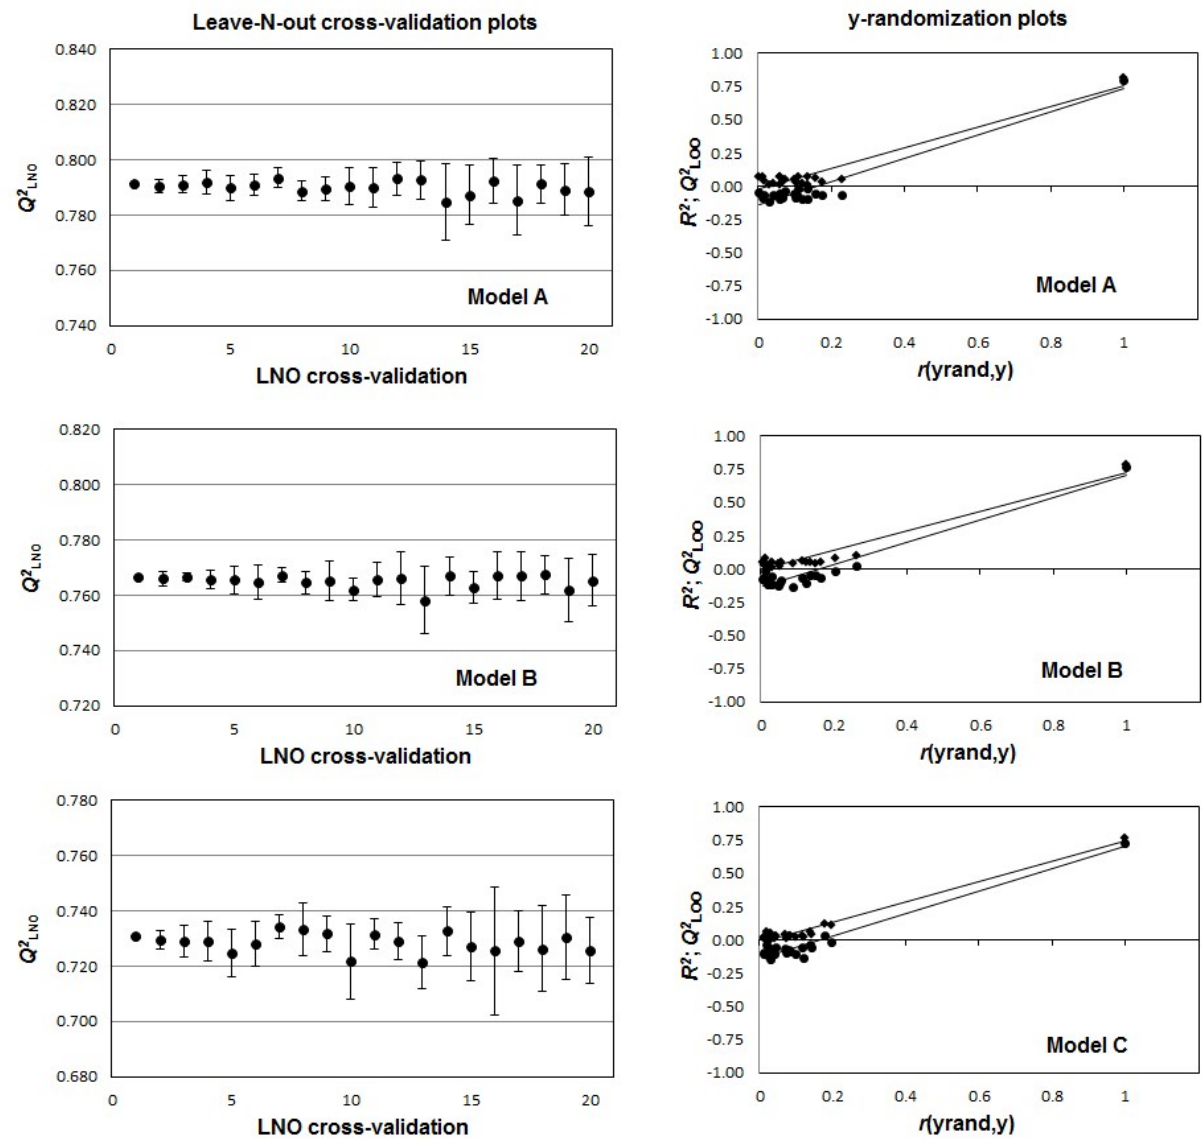 Leave-N-out cross-validation plots
0.840
0.820
0.800
0.780
0.760
0.740
Q²LNO
Model A
0 5 10 15 20
LNO cross-validation
y-randomization plots
1.00
0.75
0.50
0.25
0.00
-0.25
-0.50
-0.75
-1.00
R²; Q²LOO
Model A
0 0.2 0.4 0.6 0.8 1
r(yrand,y)
0.820
0.800
0.780
0.760
0.740
0.720
Q²LNO
Model B
0 5 10 15 20
LNO cross-validation
1.00
0.75
0.50
0.25
0.00
-0.25
-0.50
-0.75
-1.00
R²; Q²LOO
Model B
0 0.2 0.4 0.6 0.8 1
r(yrand,y)
0.780
0.760
0.740
0.720
0.700
0.680
Q²LNO
0 5 10 15 20
LNO cross-validation
1.00
0.75
0.50
0.25
0.00
-0.25
-0.50
-0.75
-1.00
R²; Q²LOO
Model C
0 0.2 0.4 0.6 0.8 1
r(yrand,y)